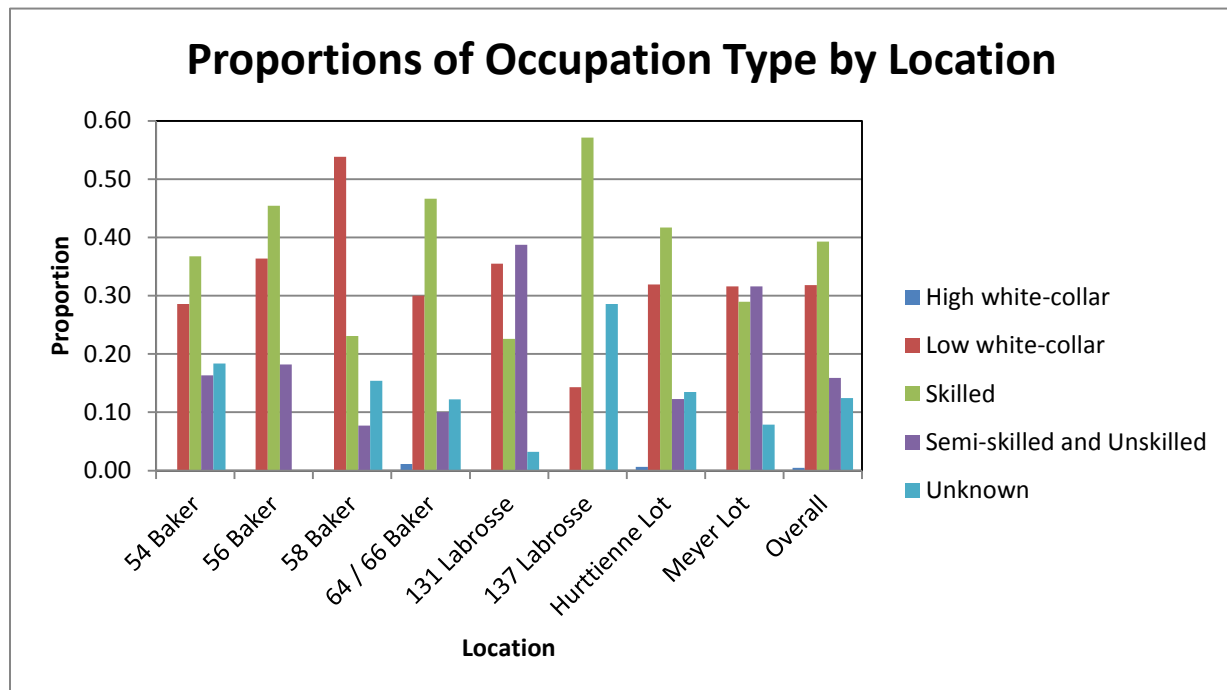 Proportions of Occupation Type by Location
0.60
0.50
0.40
0.30
0.20
0.10
0.00
Proportion
54 Baker
56 Baker
58 Baker
64 / 66 Baker
131 Labrosse
137 Labrosse
Hurttienne Lot
Meyer Lot
Overall
Location
High white-collar
Low white-collar
Skilled
Semi-skilled and Unskilled
Unknown